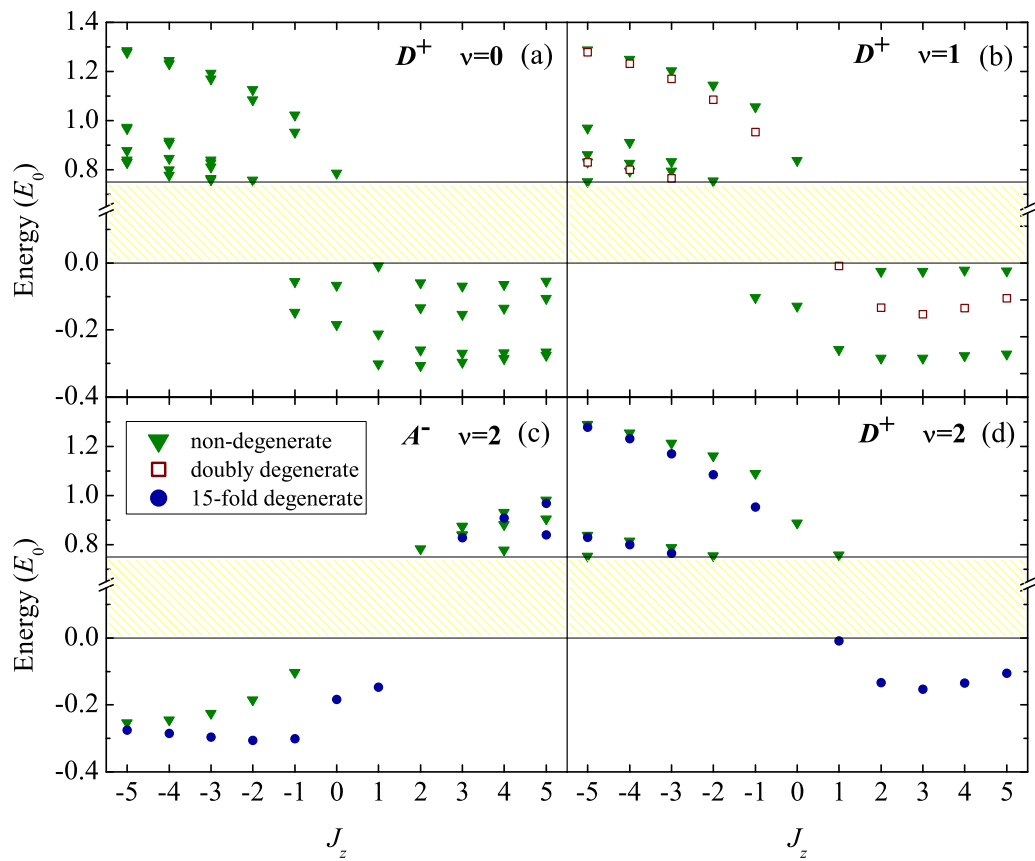 1.4
1.2
1.0
0.8
0.0
-0.2
-0.4
Energy (E₀)
D⁺ ν=0 (a)
D⁺ ν=1 (b)
1.2
1.0
0.8
0.0
-0.2
-0.4
Energy (E₀)
A⁻ ν=2 (c)
D⁺ ν=2 (d)
non-degenerate
doubly degenerate
15-fold degenerate
-5 -4 -3 -2 -1 0 1 2 3 4 5
-5 -4 -3 -2 -1 0 1 2 3 4 5
J_z
J_z